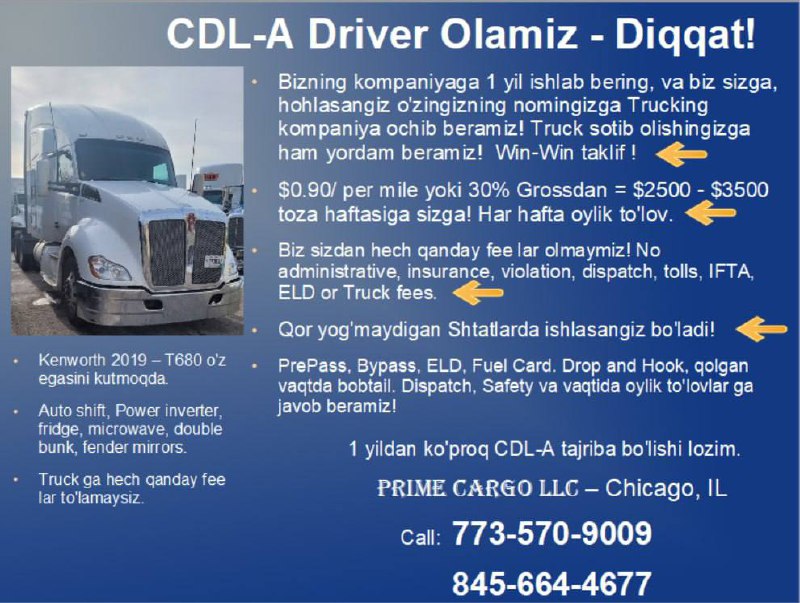 CDL-A Driver Olamiz - Diqqat!
• Bizning kompaniyaga 1 yil ishlab bering, va biz sizga,
hohlasangiz o'zingizning nomingizga Trucking
kompaniya ochib beramiz! Truck sotib olishingizga
ham yordam beramiz! Win-Win taklif !
• $0.90/ per mile yoki 30% Grossdan = $2500 - $3500
toza haftasiga sizga! Har hafta oylik to'lov.
• Biz sizdan hech qanday fee lar olmaymiz! No
administrative, insurance, violation, dispatch, tolls, IFTA,
ELD or Truck fees.
• Qor yog'maydigan Shtatlarda ishlasangiz bo'ladi!
• PrePass, Bypass, ELD, Fuel Card. Drop and Hook, qolgan
vaqtda bobtail. Dispatch, Safety va vaqtida oylik to'lovlar ga
javob beramiz!
• Kenworth 2019 – T680 o'z
egasini kutmoqda.
• Auto shift, Power inverter,
fridge, microwave, double
bunk, fender mirrors.
• Truck ga hech qanday fee
lar to'lamaysiz.
1 yildan ko'proq CDL-A tajriba bo'lishi lozim.
PRIME CARGO LLC – Chicago, IL
Call: 773-570-9009
845-664-4677